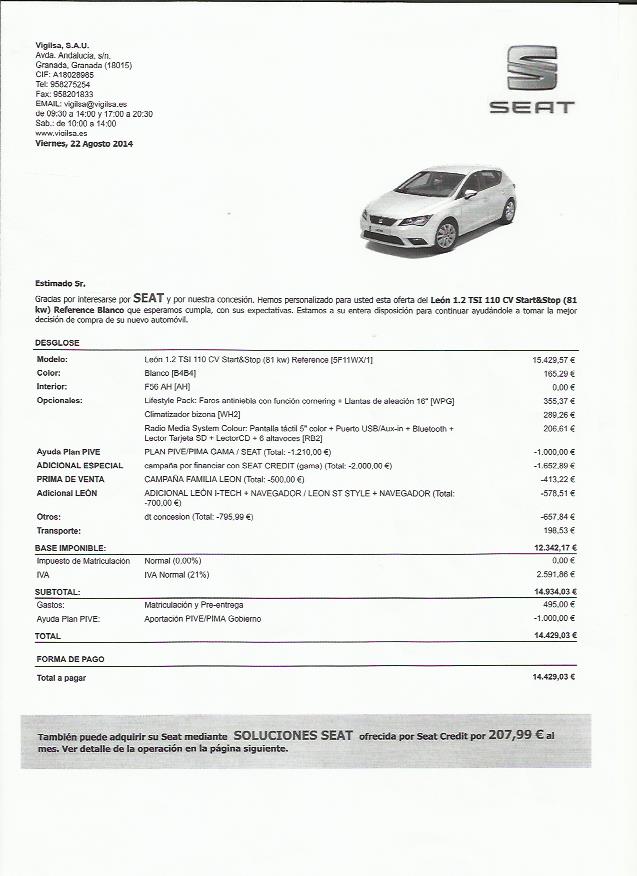 Vigilsa, S.A.U.
Avda. Andalucía, s/n.
Granada, Granada (18015)
CIF: A18028985
Tel: 958275254
Fax: 958201833
EMAIL: vigilsa@vigilsa.es
de 09:30 a 14:00 y 17:00 a 20:30
Sab.: de 10:00 a 14:00
www.vigilsa.es
Viernes, 22 Agosto 2014
SEAT
Estimado Sr.
Gracias por interesarse por SEAT y por nuestra concesión. Hemos personalizado para usted esta oferta del León 1.2 TSI 110 CV Start&Stop (81
kw) Reference Blanco que esperamos cumpla, con sus expectativas. Estamos a su entera disposición para continuar ayudándole a tomar la mejor
decisión de compra de su nuevo automóvil.
DESGLOSE
Modelo: León 1.2 TSI 110 CV Start&Stop (81 kw) Reference [5F11WX/1] 15.429,57 €
Color: Blanco [B4B4] 165,29 €
Interior: F56 AH [AH] 0,00 €
Opcionales: Lifestyle Pack: Faros antiniebla con función cornering + Llantas de aleación 16" [WPG] 355,37 €
Climatizador bizona [WH2] 289,26 €
Radio Media System Colour: Pantalla táctil 5" color + Puerto USB/Aux-in + Bluetooth + 206,61 €
Lector Tarjeta SD + LectorCD + 6 altavoces [RB2]
Ayuda Plan PIVE PLAN PIVE/PIMA GAMA / SEAT (Total: -1.210,00 €) -1.000,00 €
ADICIONAL ESPECIAL campaña por financiar con SEAT CREDIT (gama) (Total: -2.000,00 €) -1.652,89 €
PRIMA DE VENTA CAMPAÑA FAMILIA LEON (Total: -500,00 €) -413,22 €
Adicional LEÓN ADICIONAL LEÓN I-TECH + NAVEGADOR / LEON ST STYLE + NAVEGADOR (Total: -578,51 €
-700,00 €)
Otros: dt concesion (Total: -795,99 €) -657,84 €
Transporte: 198,53 €
BASE IMPONIBLE: 12.342,17 €
Impuesto de Matriculación Normal (0,00%) 0,00 €
IVA IVA Normal (21%) 2.591,86 €
SUBTOTAL: 14.934,03 €
Gastos: Matriculación y Pre-entrega 495,00 €
Ayuda Plan PIVE: Aportación PIVE/PIMA Gobierno -1.000,00 €
TOTAL 14.429,03 €
FORMA DE PAGO
Total a pagar 14.429,03 €
También puede adquirir su Seat mediante SOLUCIONES SEAT ofrecida por Seat Credit por 207,99 € al
mes. Ver detalle de la operación en la página siguiente.